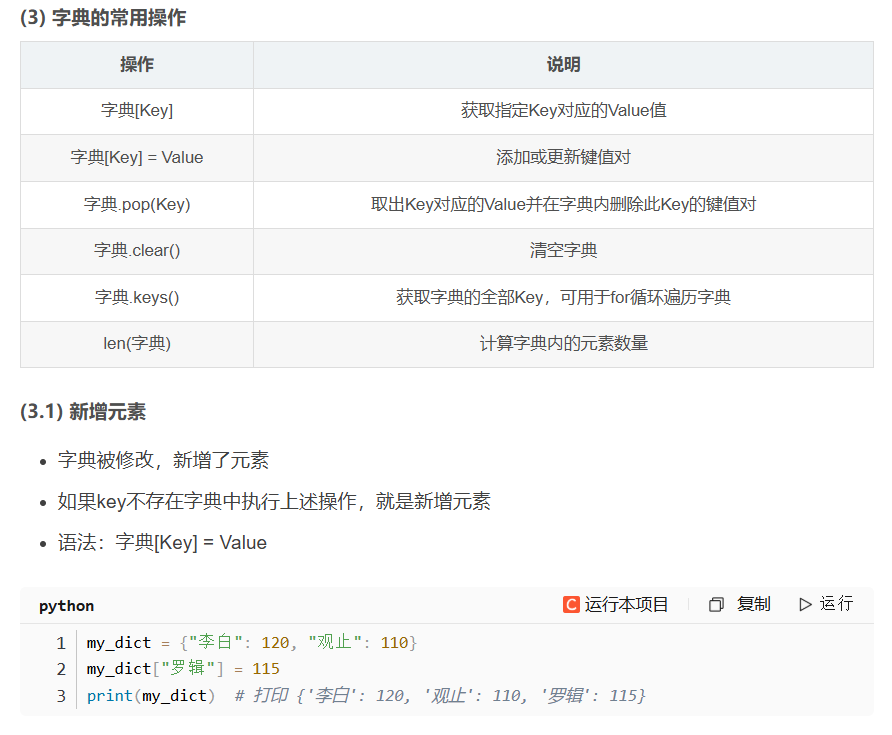 (3) 字典的常用操作
操作 说明
字典[Key] 获取指定Key对应的Value值
字典[Key] = Value 添加或更新键值对
字典.pop(Key) 取出Key对应的Value并在字典内删除此Key的键值对
字典.clear() 清空字典
字典.keys() 获取字典的全部Key，可用于for循环遍历字典
len(字典) 计算字典内的元素数量
(3.1) 新增元素
• 字典被修改，新增了元素
• 如果key不存在字典中执行上述操作，就是新增元素
• 语法：字典[Key] = Value
python C 运行本项目 复制 运行
1 my_dict = {"李白": 120, "观止": 110}
2 my_dict["罗辑"] = 115
3 print(my_dict) # 打印 {'李白': 120, '观止': 110, '罗辑': 115}